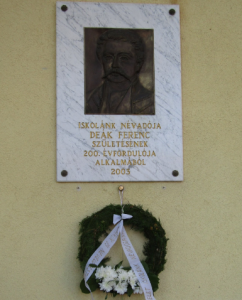 ISKOLÁNK NÉVADÓJA
DEÁK FERENC
SZÜLETÉSÉNEK
200. ÉVFORDULÓJA
ALKALMÁBÓL
2003